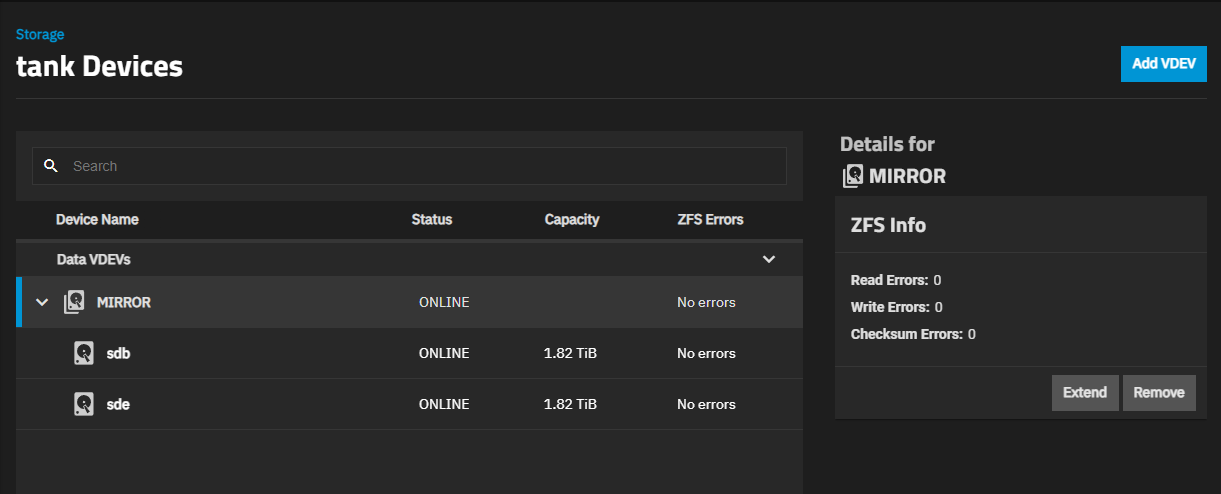 Storage
tank Devices
Add VDEV
Search
Device Name Status Capacity ZFS Errors
Data VDEVs
MIRROR ONLINE No errors
sdb ONLINE 1.82 TiB No errors
sde ONLINE 1.82 TiB No errors
Details for
MIRROR
ZFS Info
Read Errors: 0
Write Errors: 0
Checksum Errors: 0
Extend Remove